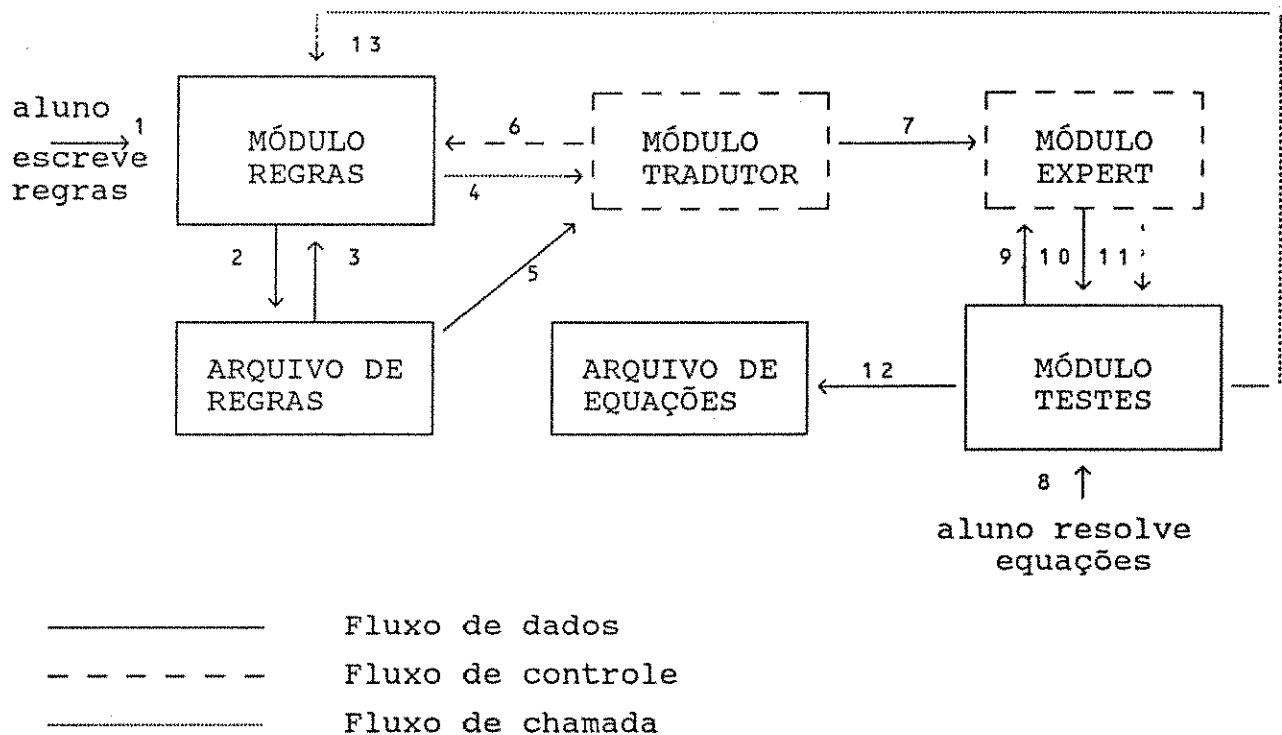 13
aluno
1
escreve
regras
MÓDULO
REGRAS
6
4
MÓDULO
TRADUTOR
7
MÓDULO
EXPERT
2
3
5
9
10
11
ARQUIVO DE
REGRAS
ARQUIVO DE
EQUAÇÕES
12
MÓDULO
TESTES
8
aluno resolve
equações
Fluxo de dados
Fluxo de controle
Fluxo de chamada